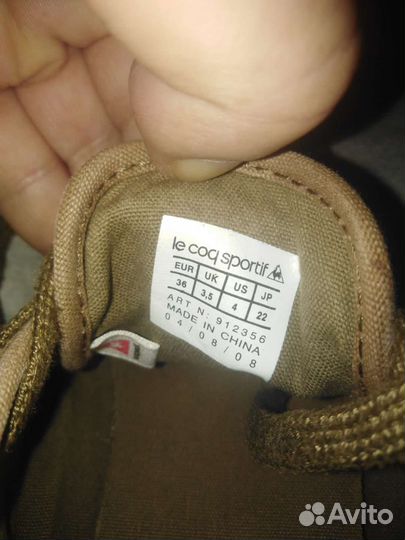 le coq sportif
EUR UK US JP
36 3,5 4 22
ART N: 912356
MADE IN CHINA
04/08/08
Avito